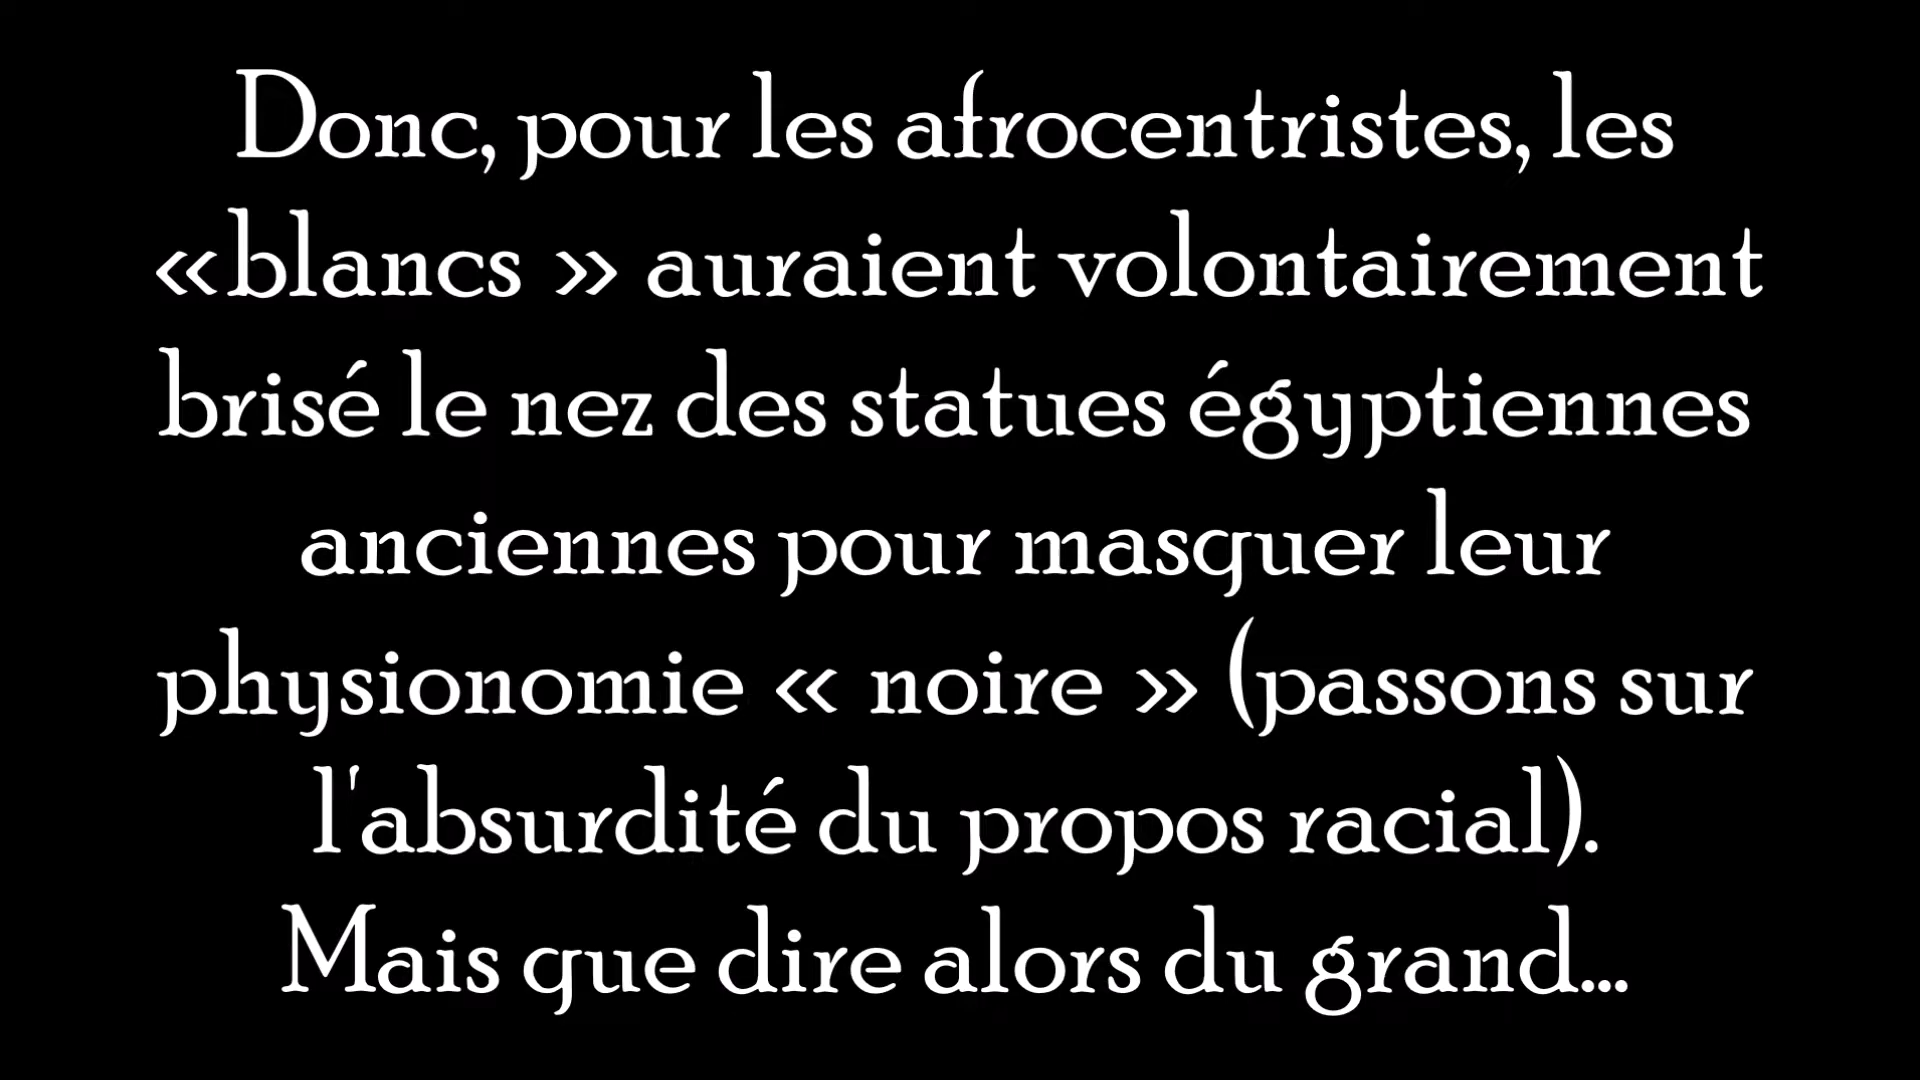 Donc, pour les afrocentristes, les
«blancs » auraient volontairement
brisé le nez des statues égyptiennes
anciennes pour masquer leur
physionomie « noire » (passons sur
l'absurdité du propos racial).
Mais que dire alors du grand...